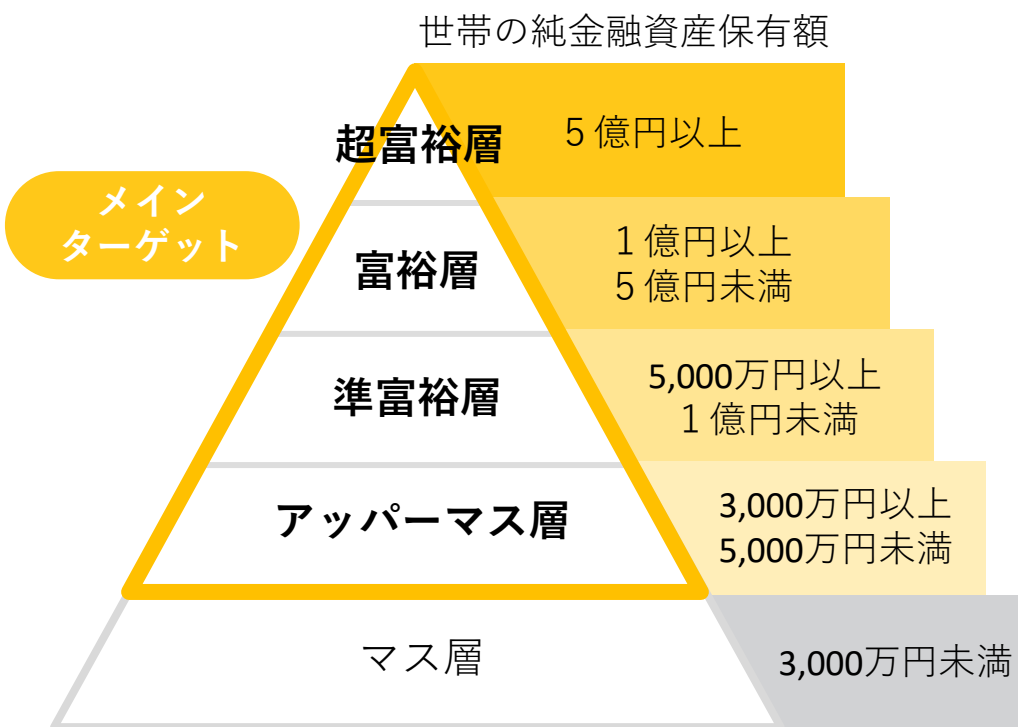 世帯の純金融資産保有額
超富裕層
5億円以上
メイン
ターゲット
富裕層
1億円以上
5億円未満
準富裕層
5,000万円以上
1億円未満
アッパーマス層
3,000万円以上
5,000万円未満
マス層
3,000万円未満